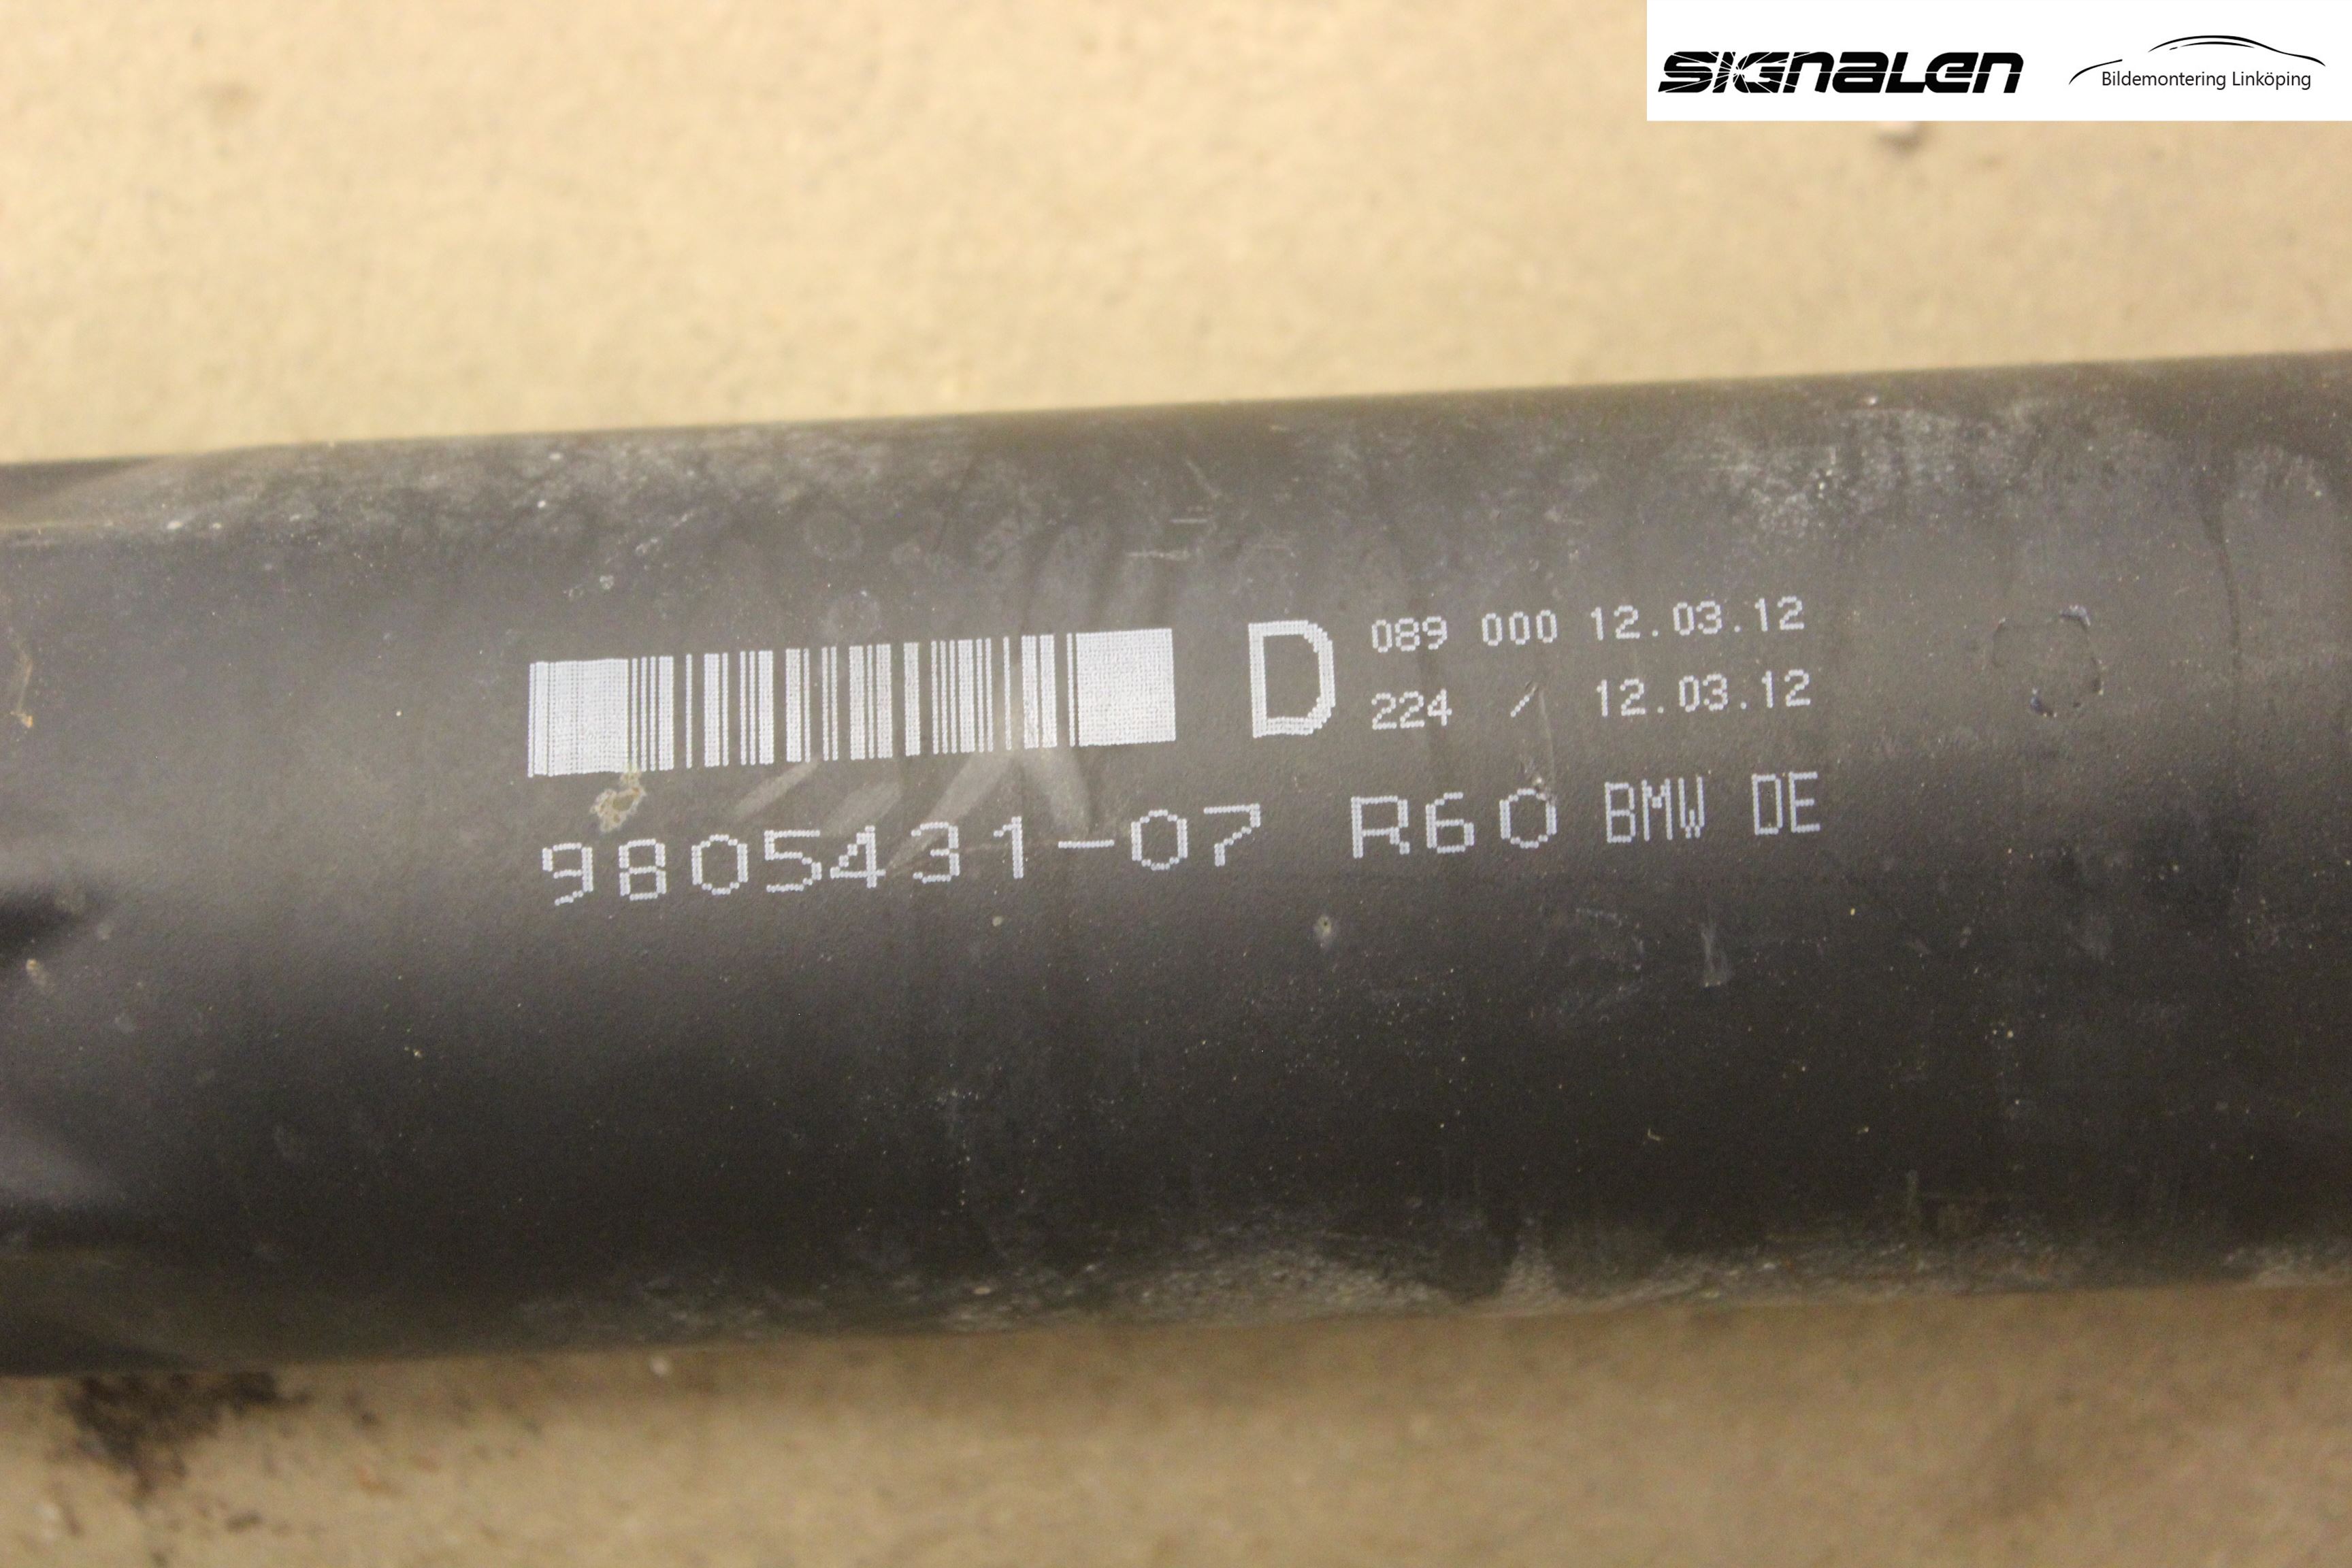 SIGNALEN
Bildemontering Linköping
D
089 000 12.03.12
224 / 12.03.12
9805431-07 R60 BMW DE